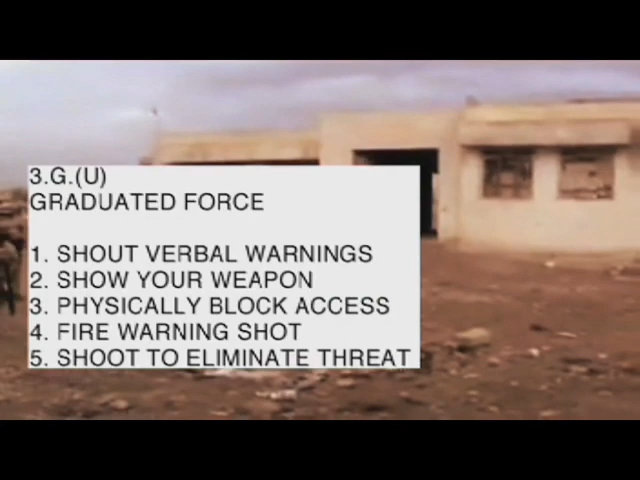 3.G.(U)
GRADUATED FORCE
1. SHOUT VERBAL WARNINGS
2. SHOW YOUR WEAPON
3. PHYSICALLY BLOCK ACCESS
4. FIRE WARNING SHOT
5. SHOOT TO ELIMINATE THREAT